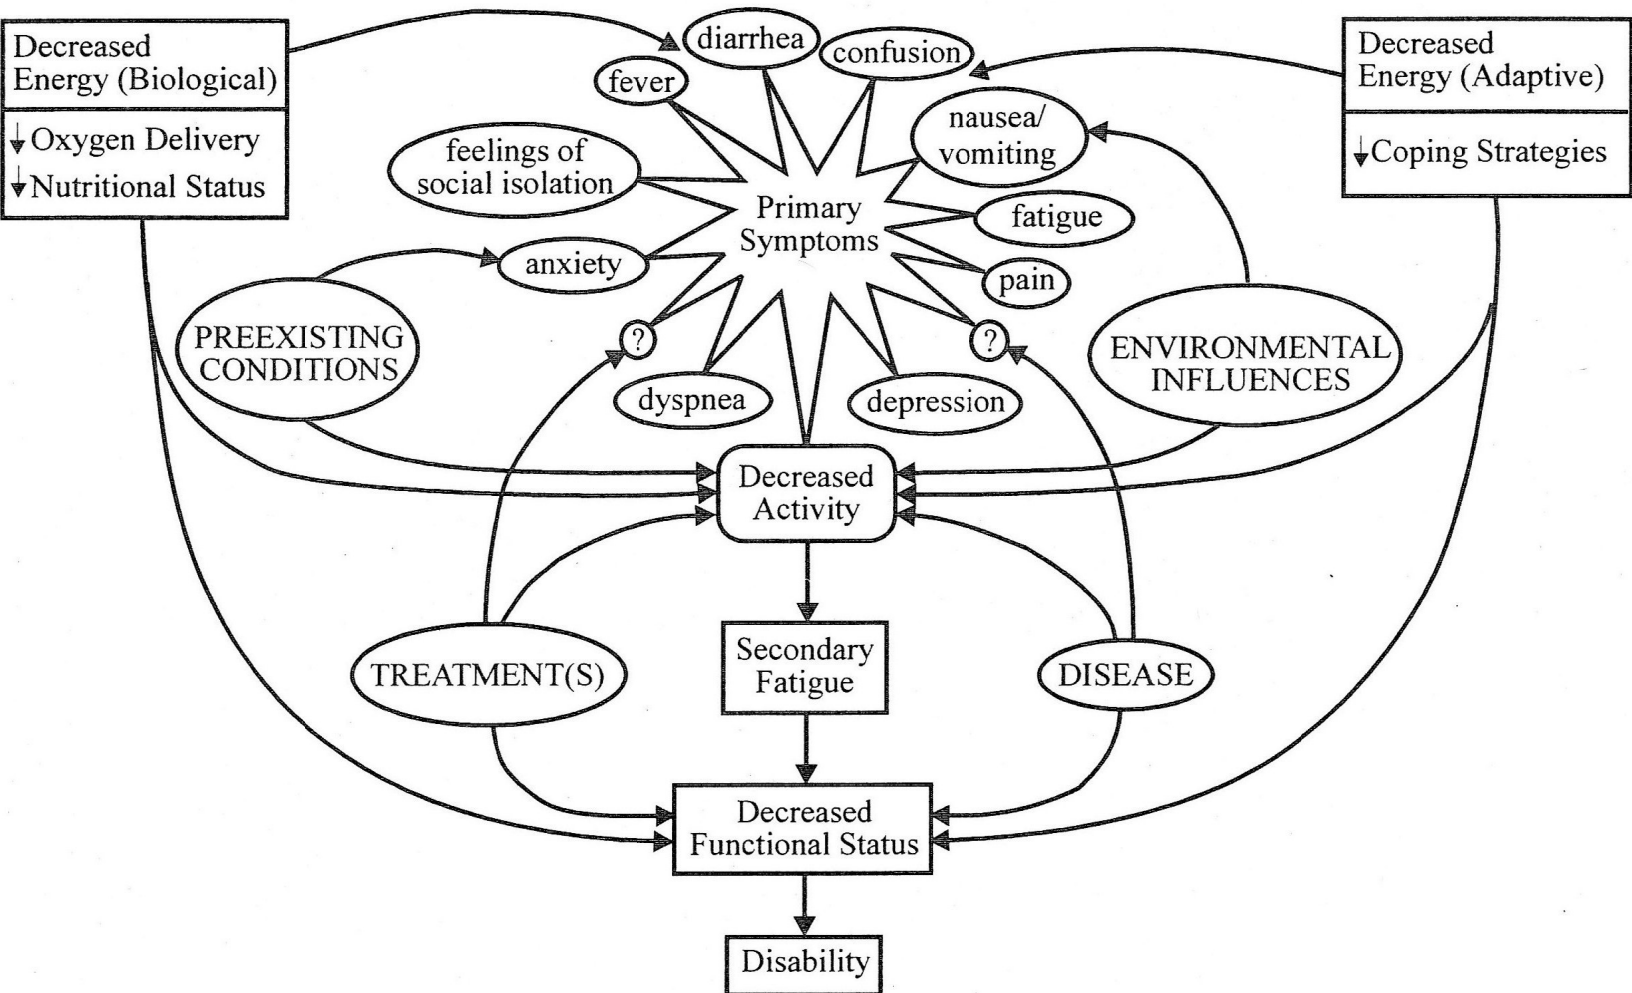 Decreased
Energy (Biological)
↓Oxygen Delivery
↓Nutritional Status
diarrhea
confusion
fever
nausea/
vomiting
feelings of
social isolation
fatigue
anxiety
pain
?
?
dyspnea
depression
Primary
Symptoms
Decreased
Energy (Adaptive)
↓Coping Strategies
PREEXISTING
CONDITIONS
ENVIRONMENTAL
INFLUENCES
Decreased
Activity
TREATMENT(S)
Secondary
Fatigue
DISEASE
Decreased
Functional Status
Disability